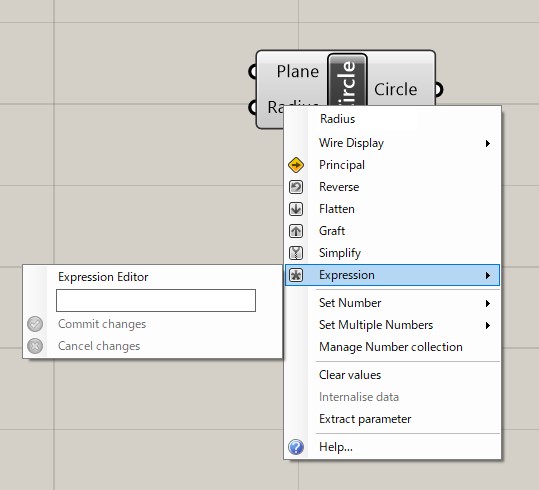 Plane
Circle
Circle
Radius
Wire Display
Principal
Reverse
Flatten
Graft
Simplify
Expression
Expression Editor
Commit changes
Cancel changes
Set Number
Set Multiple Numbers
Manage Number collection
Clear values
Internalise data
Extract parameter
Help...